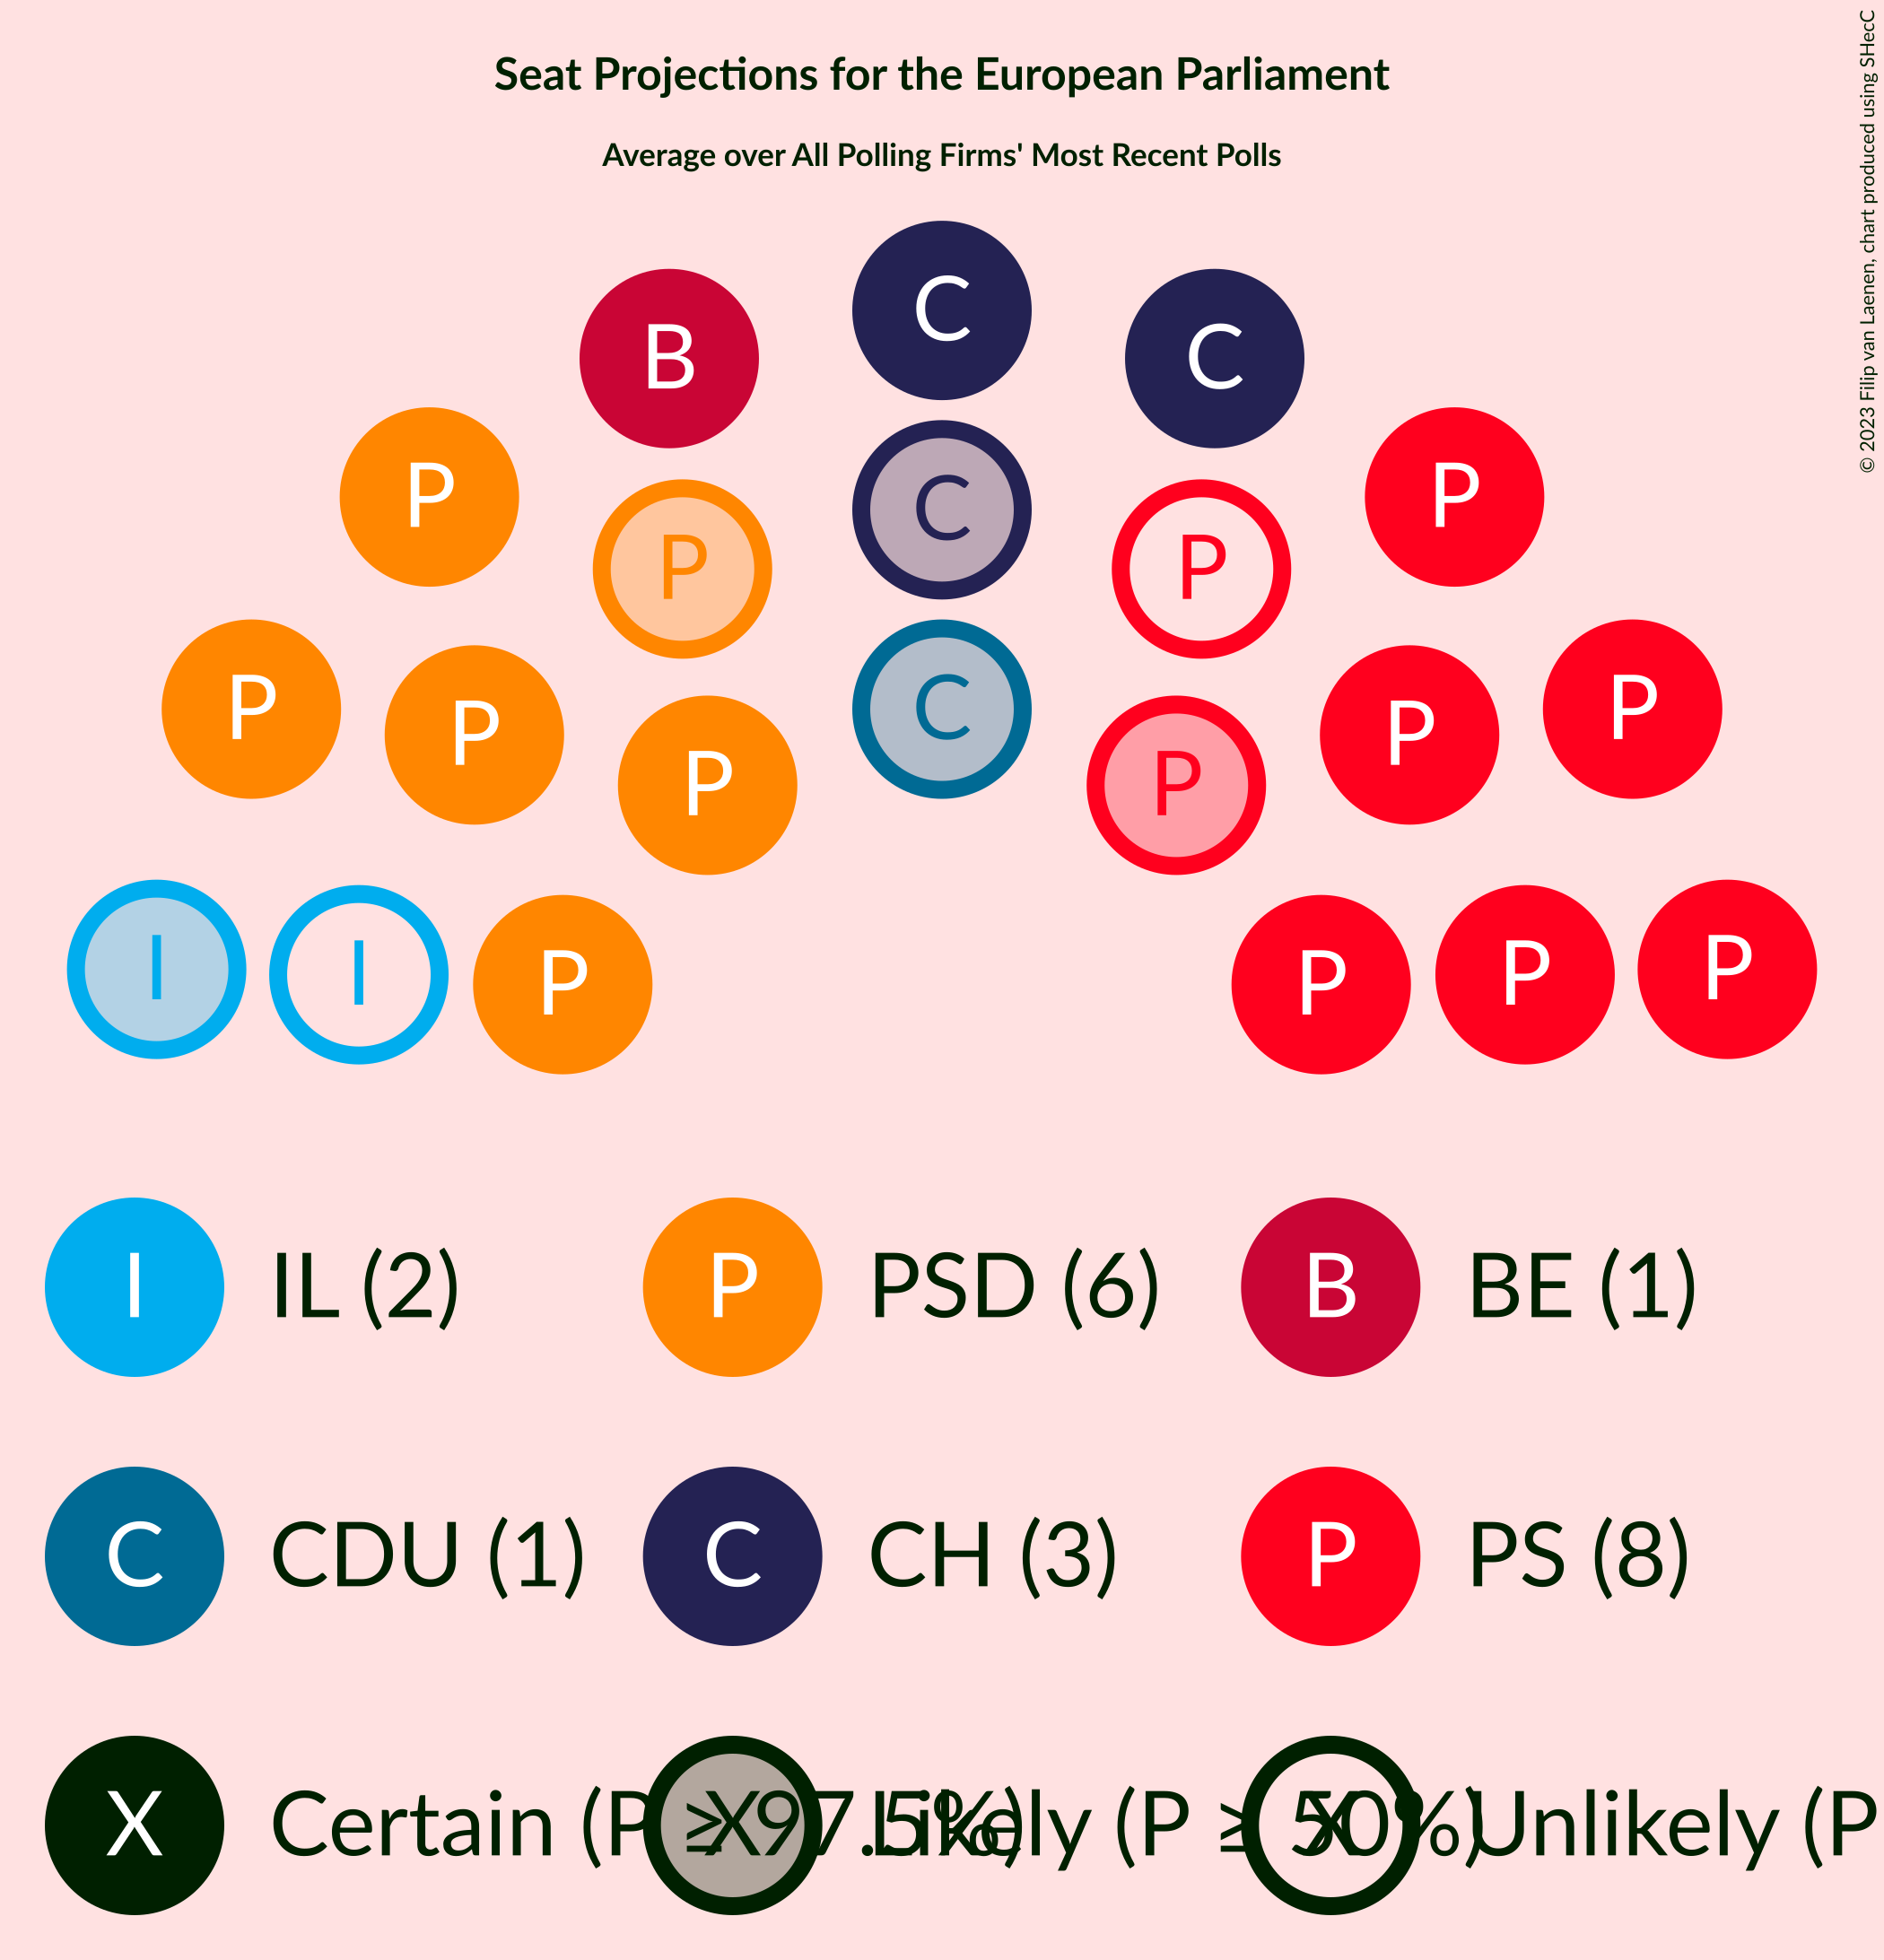 Seat Projections for the European Parliament
Average over All Polling Firms' Most Recent Polls
© 2023 Filip van Laenen, chart produced using SHecC
C
B C
P P
C
P P
P C P
P P
P P
I I P P P P
I IL (2) P PSD (6) B BE (1)
C CDU (1) C CH (3) P PS (8)
X Certain (P ≥ 97.5%) X Likely (P ≥ 50%) X Unlikely (P